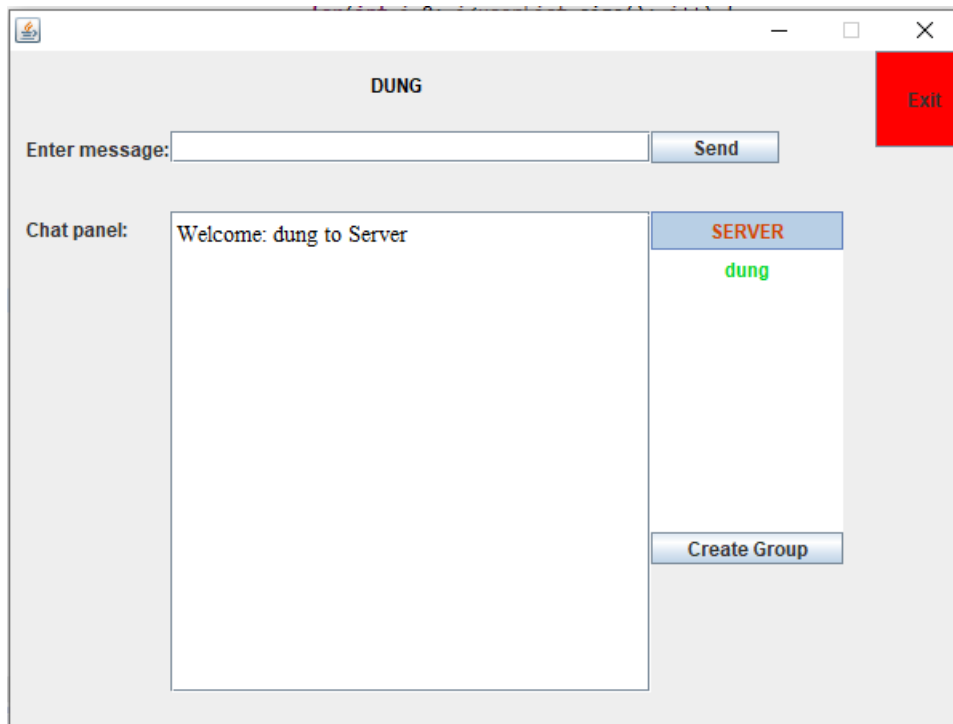 DUNG
Exit
Enter message:
Send
Chat panel:
Welcome: dung to Server
SERVER
dung
Create Group